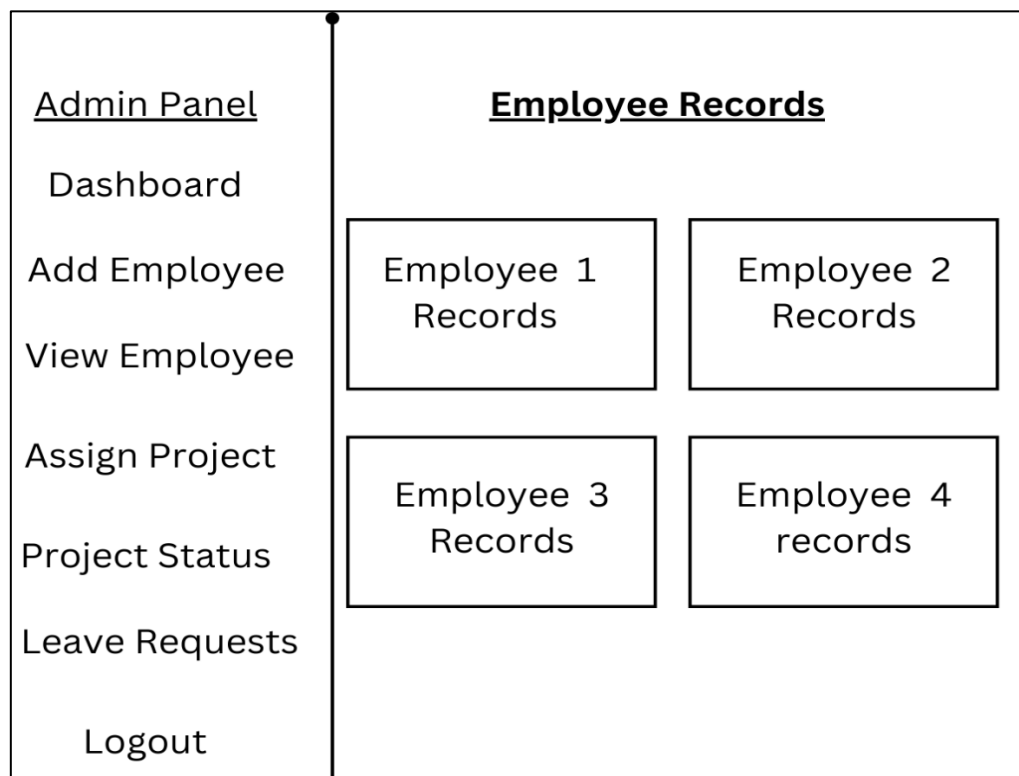 Admin Panel
Dashboard
Add Employee
View Employee
Assign Project
Project Status
Leave Requests
Logout
Employee Records
Employee 1
Records
Employee 2
Records
Employee 3
Records
Employee 4
records